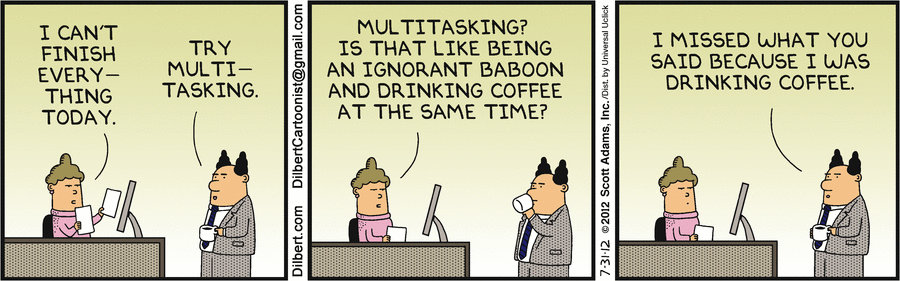 I CAN'T
FINISH
EVERY—
THING
TODAY.
TRY
MULTI—
TASKING.
DilbertCartoonist@gmail.com
Dilbert.com
MULTITASKING?
IS THAT LIKE BEING
AN IGNORANT BABOON
AND DRINKING COFFEE
AT THE SAME TIME?
7-31-12 ©2012 Scott Adams, Inc. /Dist. by Universal Uclick
I MISSED WHAT YOU
SAID BECAUSE I WAS
DRINKING COFFEE.